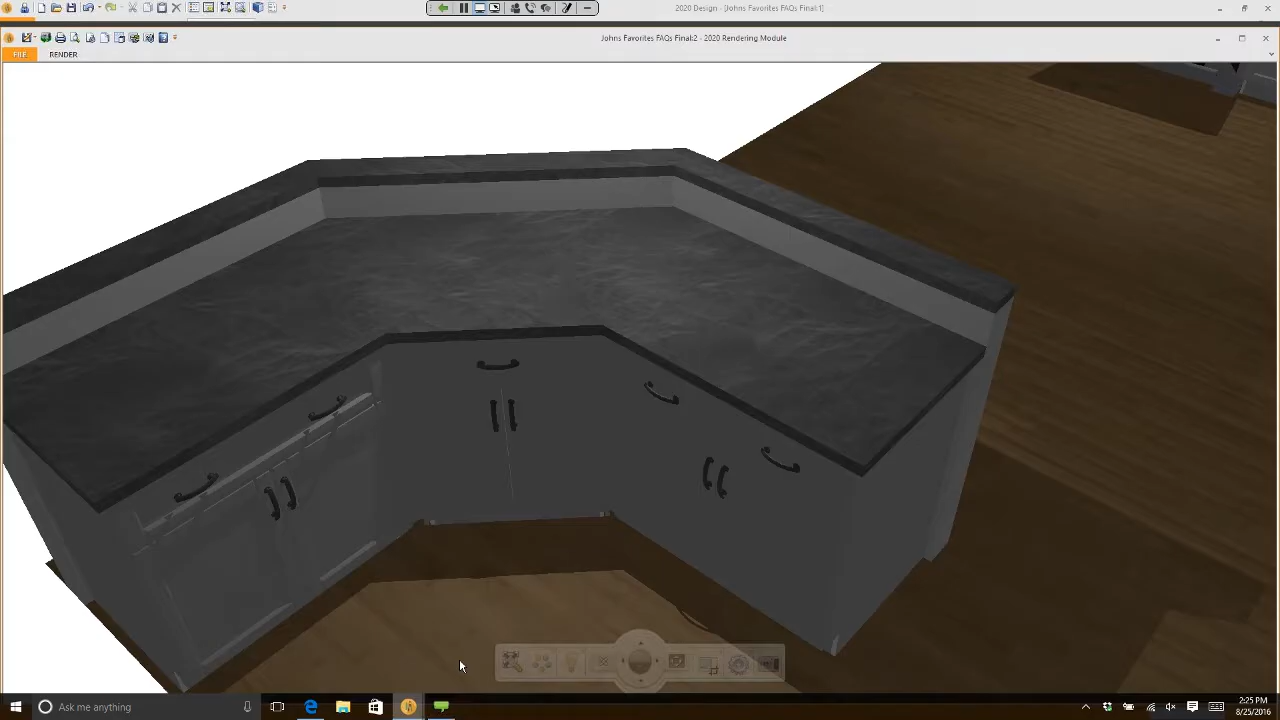 2020 Design - [Johns Favorites FAQs Final:1]
Johns Favorites FAQs Final:2 - 2020 Rendering Module
FILE RENDER
Ask me anything
2:25 PM
8/25/2016